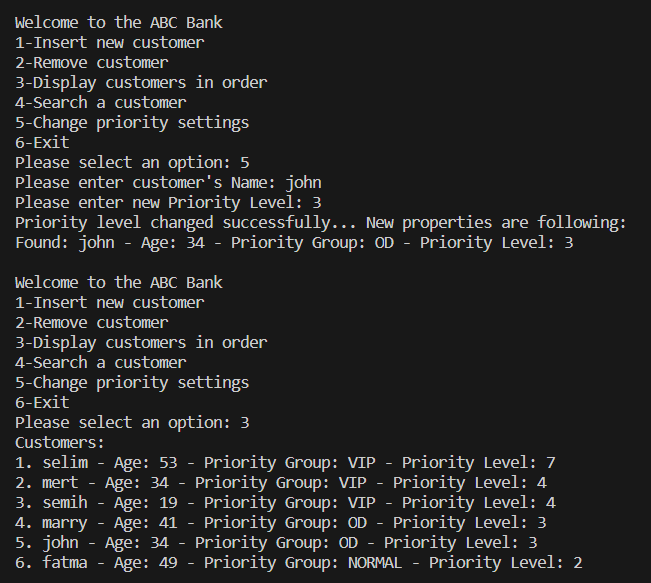 Welcome to the ABC Bank
1-Insert new customer
2-Remove customer
3-Display customers in order
4-Search a customer
5-Change priority settings
6-Exit
Please select an option: 5
Please enter customer's Name: john
Please enter new Priority Level: 3
Priority level changed successfully... New properties are following:
Found: john - Age: 34 - Priority Group: OD - Priority Level: 3

Welcome to the ABC Bank
1-Insert new customer
2-Remove customer
3-Display customers in order
4-Search a customer
5-Change priority settings
6-Exit
Please select an option: 3
Customers:
1. selim - Age: 53 - Priority Group: VIP - Priority Level: 7
2. mert - Age: 34 - Priority Group: VIP - Priority Level: 4
3. semih - Age: 19 - Priority Group: VIP - Priority Level: 4
4. marry - Age: 41 - Priority Group: OD - Priority Level: 3
5. john - Age: 34 - Priority Group: OD - Priority Level: 3
6. fatma - Age: 49 - Priority Group: NORMAL - Priority Level: 2